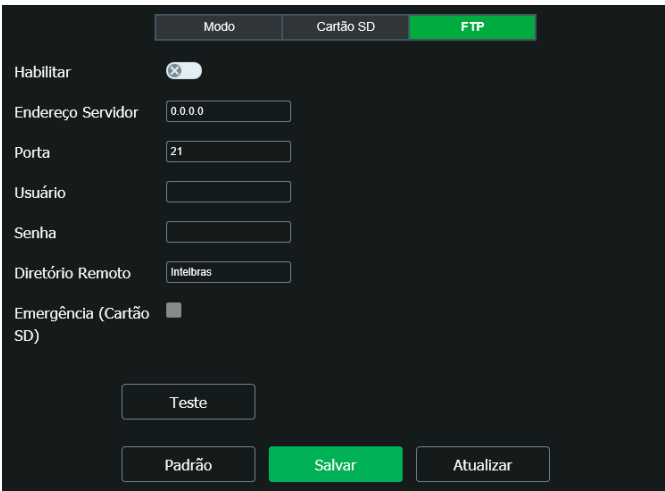 Modo Cartão SD FTP
Habilitar
Endereço Servidor 0.0.0.0
Porta 21
Usuário
Senha
Diretório Remoto Intelbras
Emergência (Cartão
SD)
Teste
Padrão Salvar Atualizar